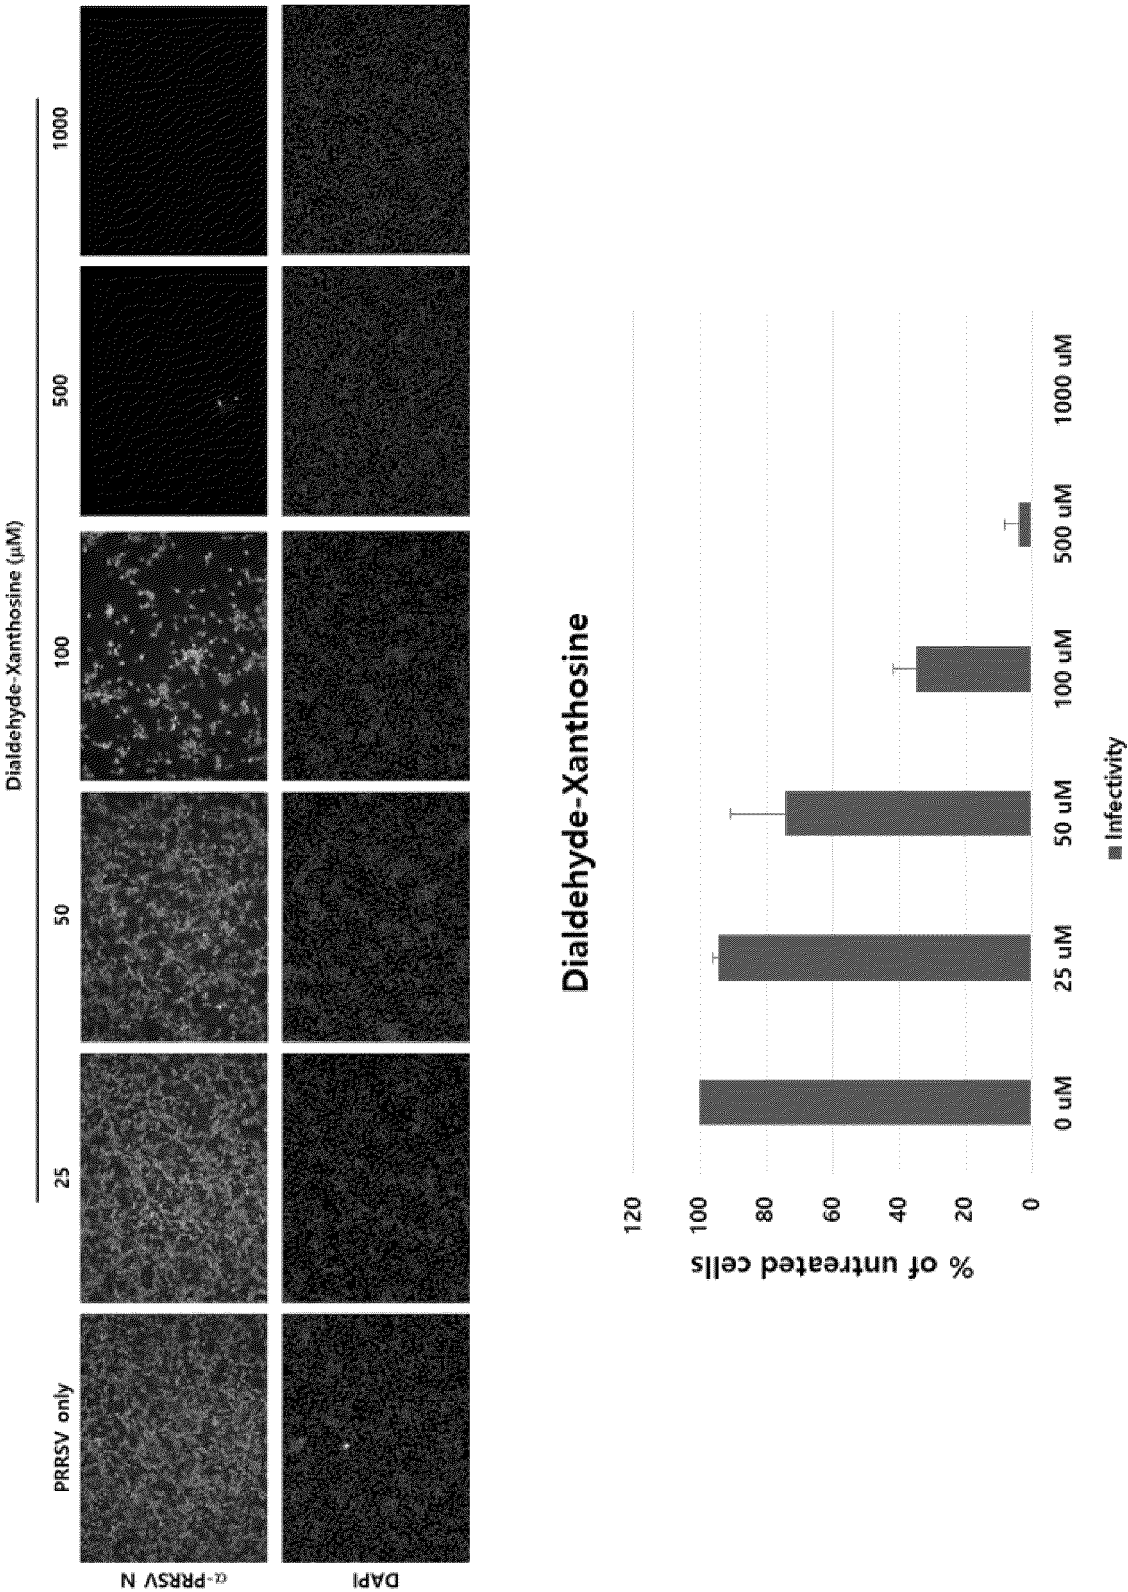 Dialdehyde-Xanthosine (μM)
PRRSV only 25 50 100 500 1000
α-PRRSV N
DAPI
Dialdehyde-Xanthosine
% of untreated cells
120
100
80
60
40
20
0
0 uM 25 uM 50 uM 100 uM 500 uM 1000 uM
Infectivity